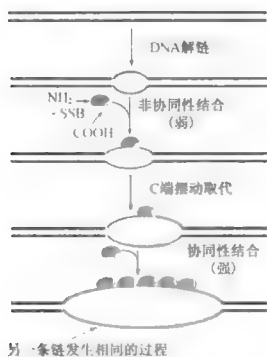 DNA解链
NH₂
SSB
COOH
非协同性结合
(弱)
C端摆动取代
协同性结合
(强)
另一条链发生相同的过程